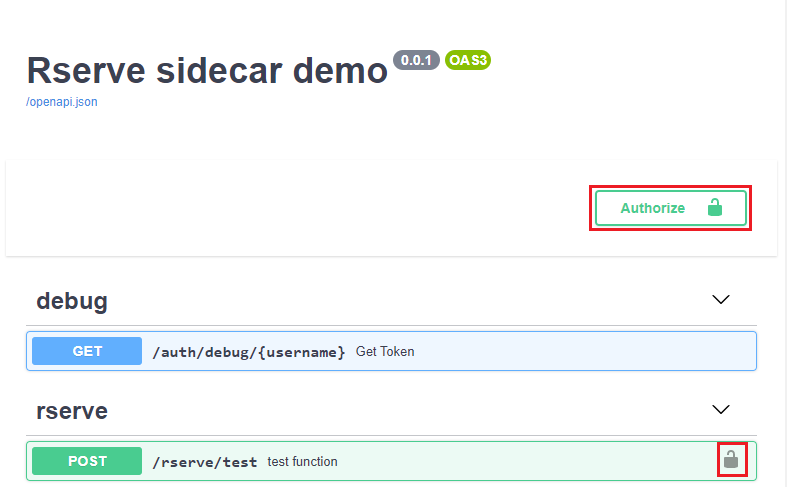 Rserve sidecar demo 0.0.1 OAS3
/openapi.json
Authorize
debug
GET /auth/debug/{username} Get Token
rserve
POST /rserve/test test function